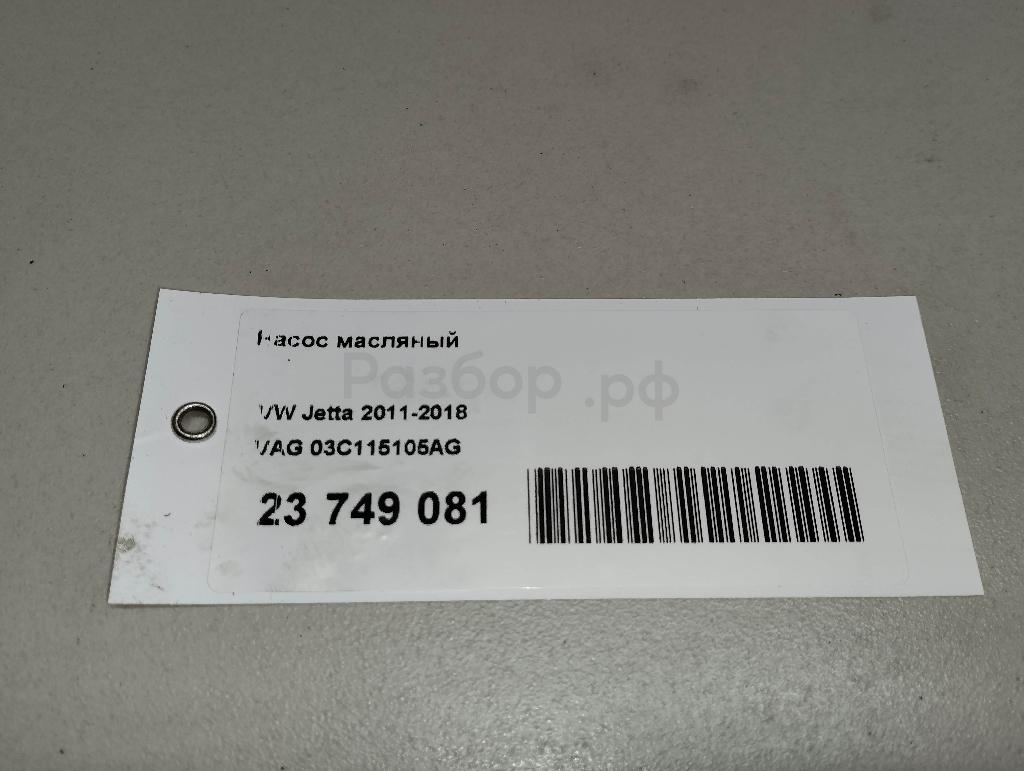 Насос масляный
Разбор.рф
VW Jetta 2011-2018
VAG 03C115105AG
23 749 081